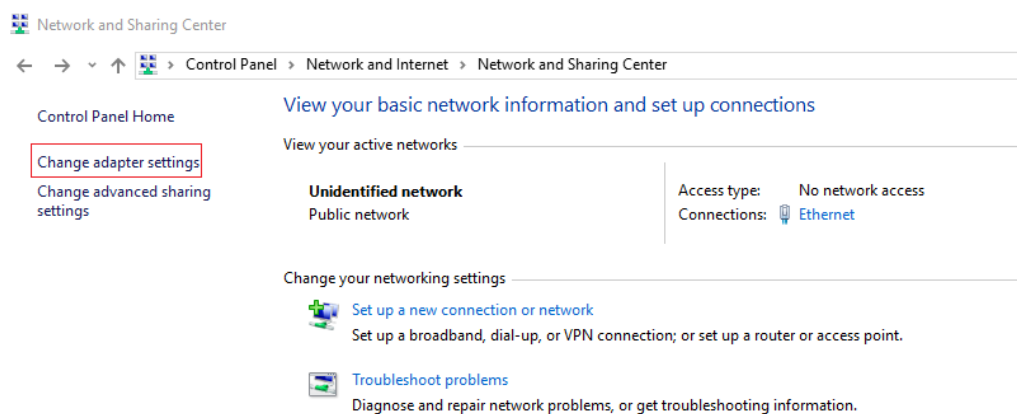 Network and Sharing Center
Control Panel > Network and Internet > Network and Sharing Center
Control Panel Home
Change adapter settings
Change advanced sharing
settings
View your basic network information and set up connections
View your active networks
Unidentified network
Public network
Access type: No network access
Connections: Ethernet
Change your networking settings
Set up a new connection or network
Set up a broadband, dial-up, or VPN connection; or set up a router or access point.
Troubleshoot problems
Diagnose and repair network problems, or get troubleshooting information.